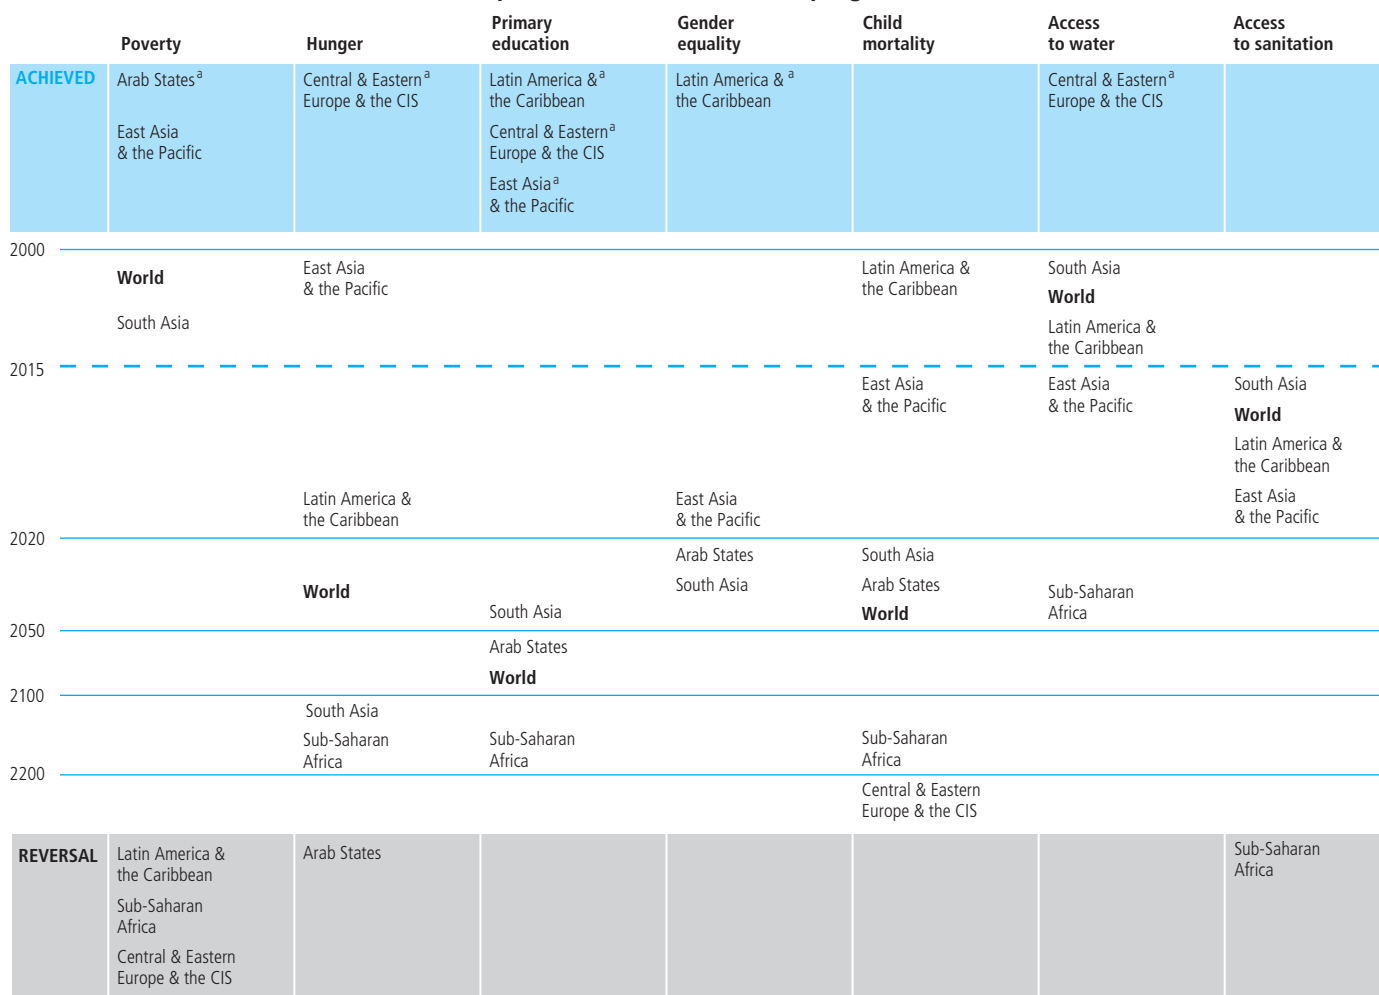 Poverty
Hunger
Primary
education
Gender
equality
Child
mortality
Access
to water
Access
to sanitation
ACHIEVED
Arab States a
East Asia
& the Pacific
Central & Eastern a
Europe & the CIS
Latin America & a
the Caribbean
Central & Eastern a
Europe & the CIS
East Asia a
& the Pacific
Latin America & a
the Caribbean
Central & Eastern a
Europe & the CIS
2000
World
South Asia
East Asia
& the Pacific
Latin America &
the Caribbean
South Asia
World
Latin America &
the Caribbean
2015
Latin America &
the Caribbean
East Asia
& the Pacific
East Asia
& the Pacific
East Asia
& the Pacific
South Asia
World
Latin America &
the Caribbean
East Asia
& the Pacific
2020
World
South Asia
Arab States
South Asia
South Asia
Arab States
World
Sub-Saharan
Africa
2050
Arab States
World
2100
South Asia
Sub-Saharan
Africa
Sub-Saharan
Africa
Sub-Saharan
Africa
2200
Central & Eastern
Europe & the CIS
REVERSAL
Latin America &
the Caribbean
Sub-Saharan
Africa
Central & Eastern
Europe & the CIS
Arab States
Sub-Saharan
Africa